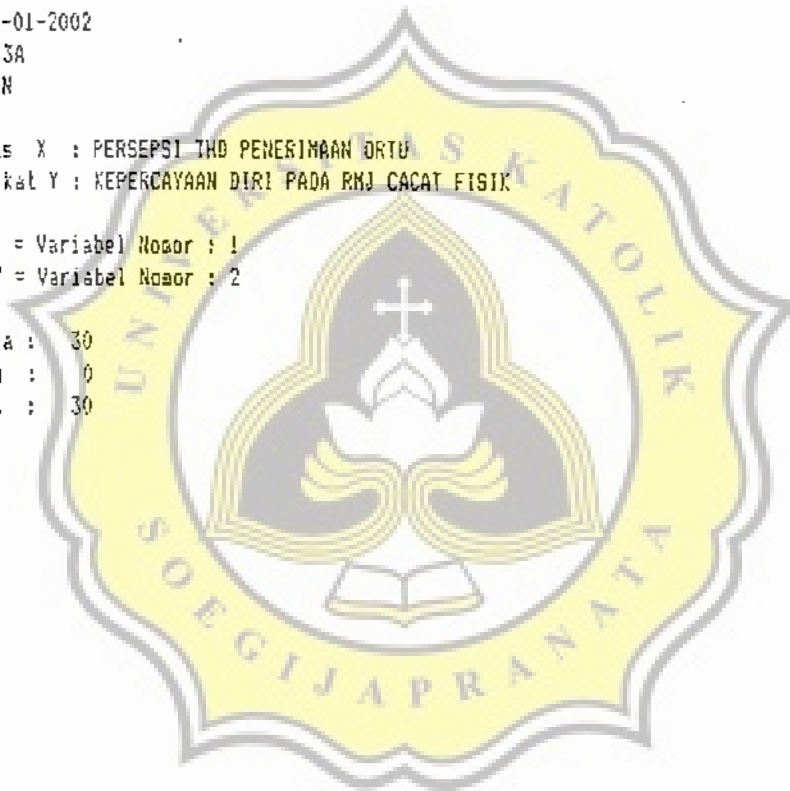 -01-2002
3A
N
s X : PERSEPSI THD PENERIMAAN ORTU
kat Y : KEPERCAYAAN DIRI PADA RMJ CACAT FISIK
= Variabel Nomor : 1
= Variabel Nomor : 2
a : 30
: 0
. : 30
UNIVERSITAS KATOLIK
SOEGIJAPRANATA